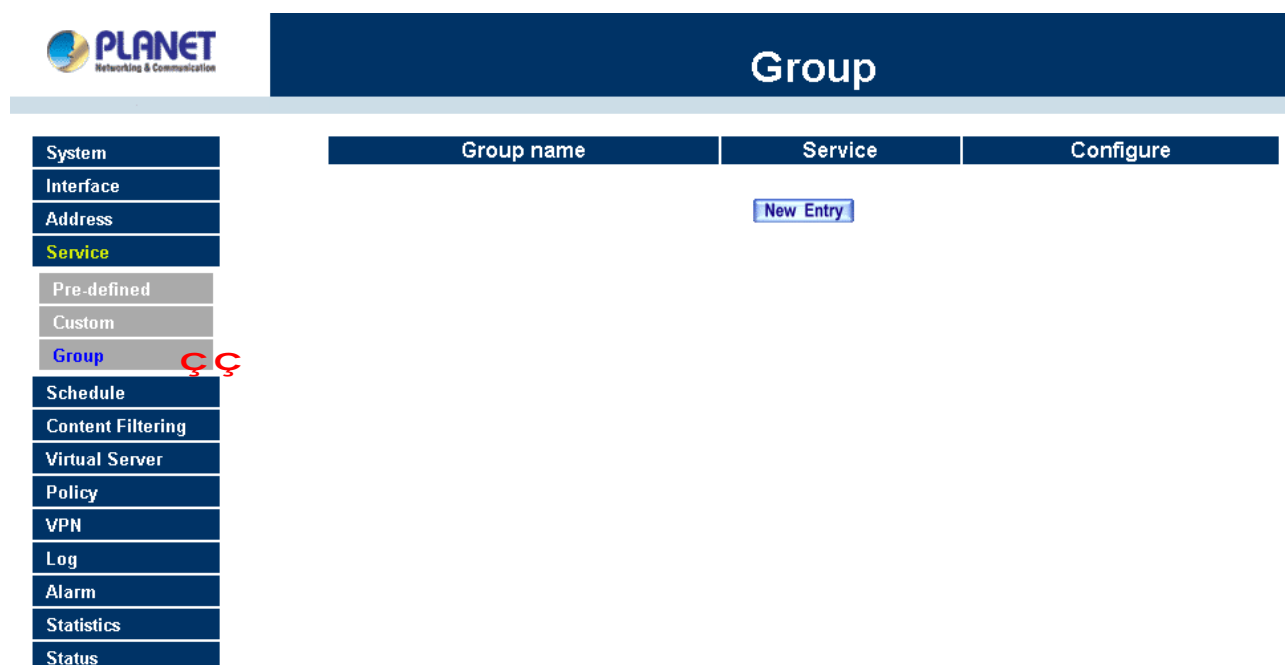 PLANET
Networking & Communication
Group
System
Interface
Address
Service
Pre-defined
Custom
Group ÇÇ
Schedule
Content Filtering
Virtual Server
Policy
VPN
Log
Alarm
Statistics
Status
Group name Service Configure
New Entry